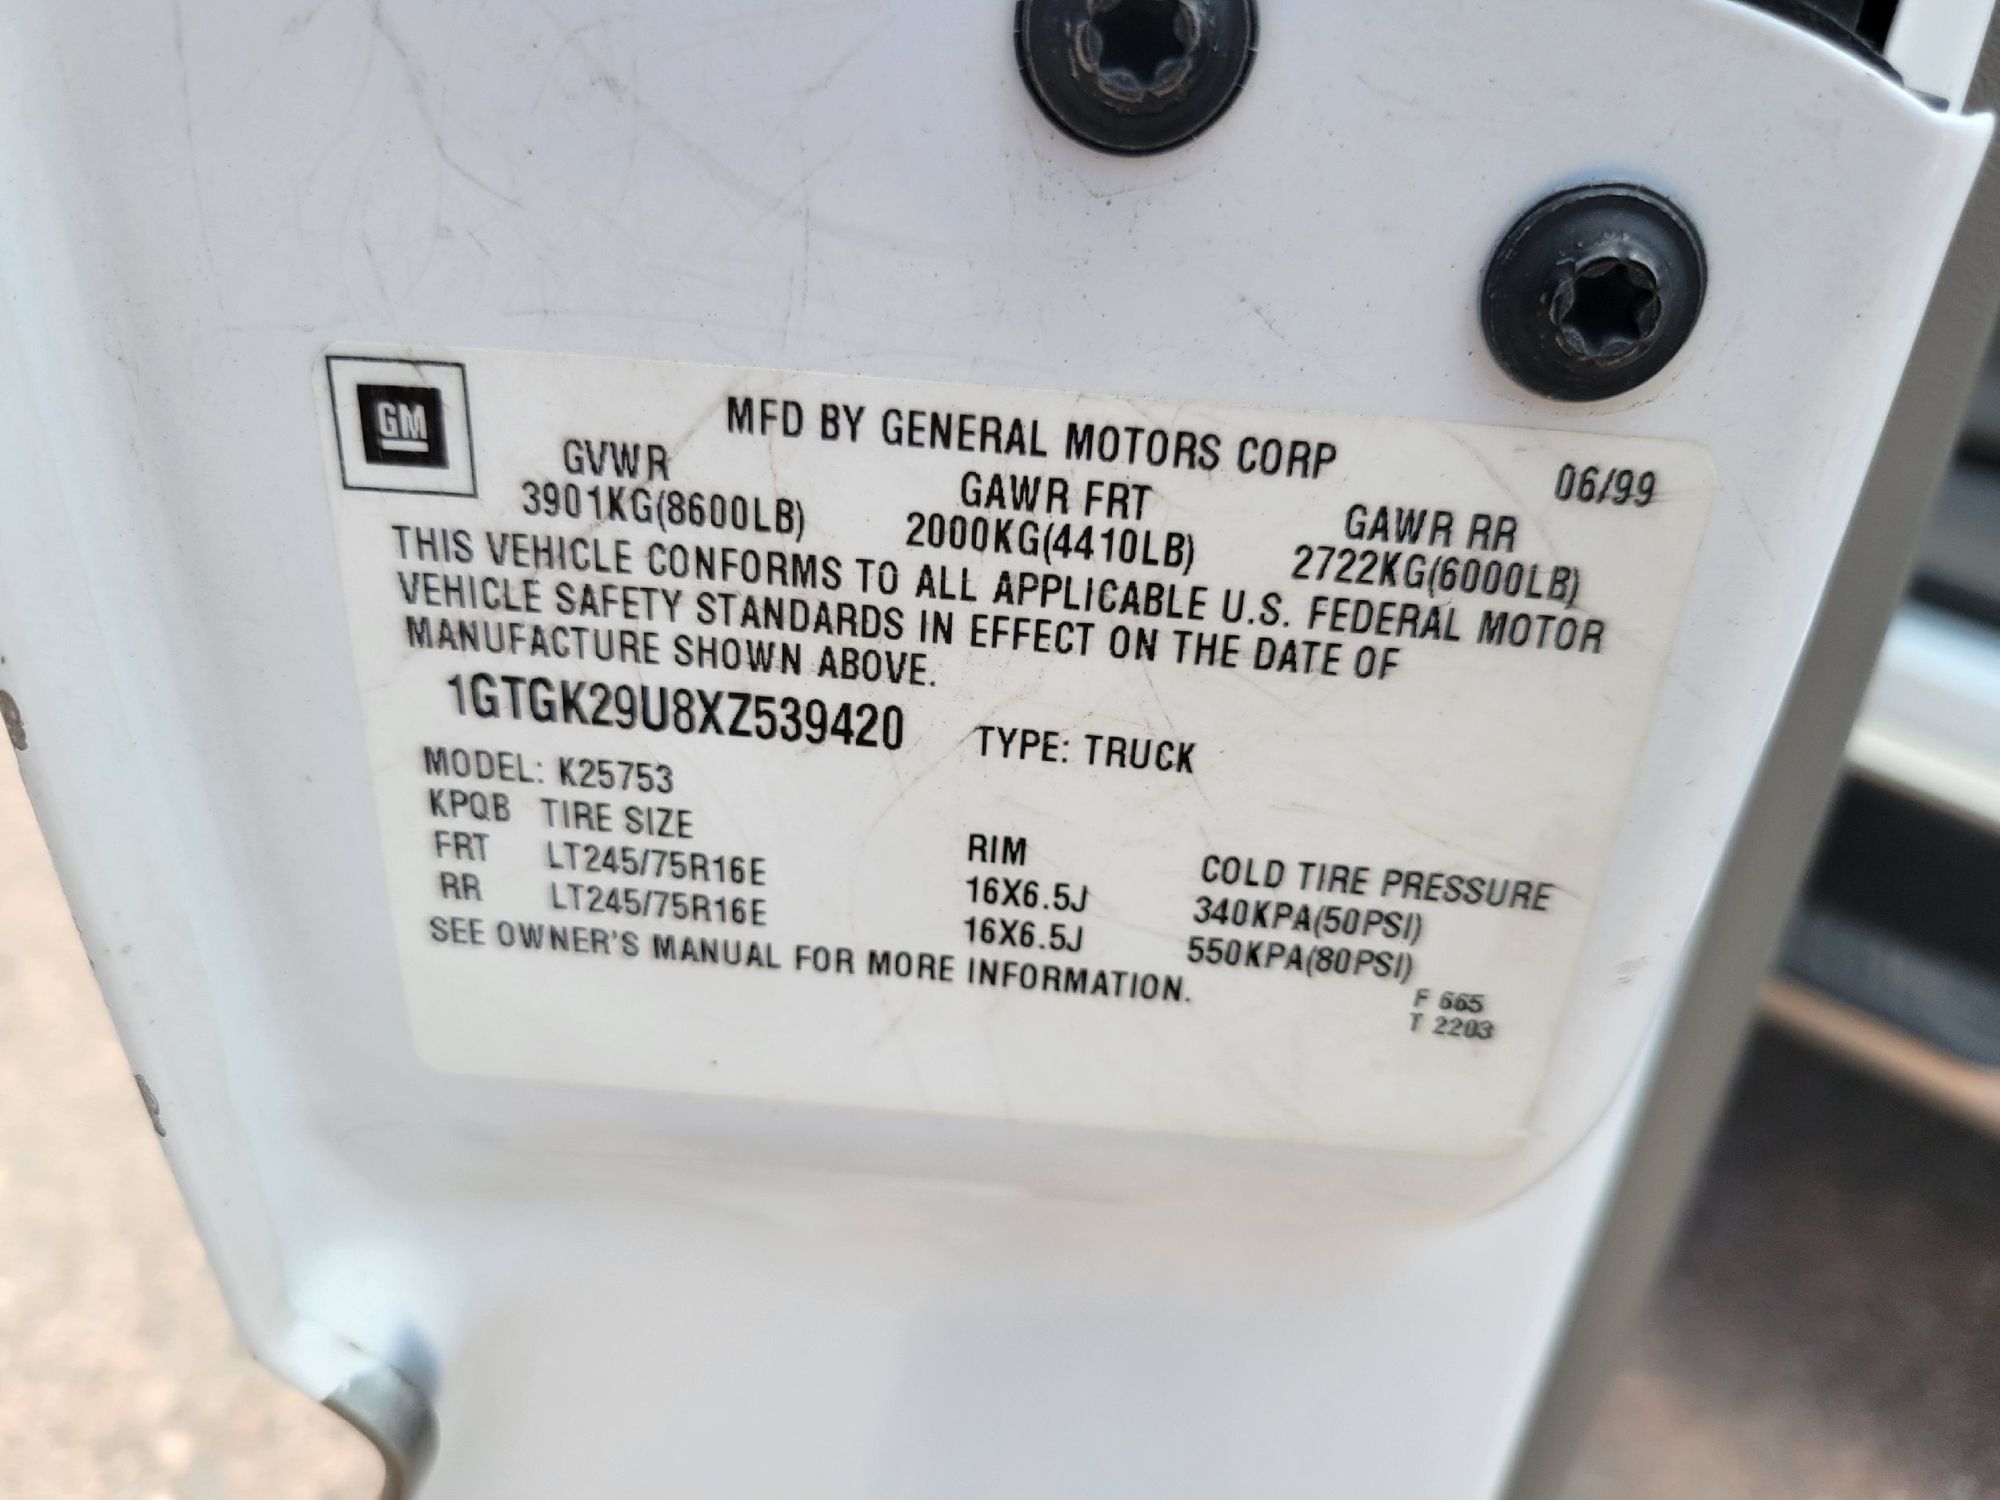 GM
MFD BY GENERAL MOTORS CORP
06/99
GVWR GAWR FRT GAWR RR
3901KG(8600LB) 2000KG(4410LB) 2722KG(6000LB)
THIS VEHICLE CONFORMS TO ALL APPLICABLE U.S. FEDERAL MOTOR
VEHICLE SAFETY STANDARDS IN EFFECT ON THE DATE OF
MANUFACTURE SHOWN ABOVE.
1GTGK29U8XZ539420 TYPE: TRUCK
MODEL: K25753
KPQB TIRE SIZE RIM COLD TIRE PRESSURE
FRT LT245/75R16E 16X6.5J 340KPA(50PSI)
RR LT245/75R16E 16X6.5J 550KPA(80PSI)
SEE OWNER'S MANUAL FOR MORE INFORMATION.
F 665
T 2203